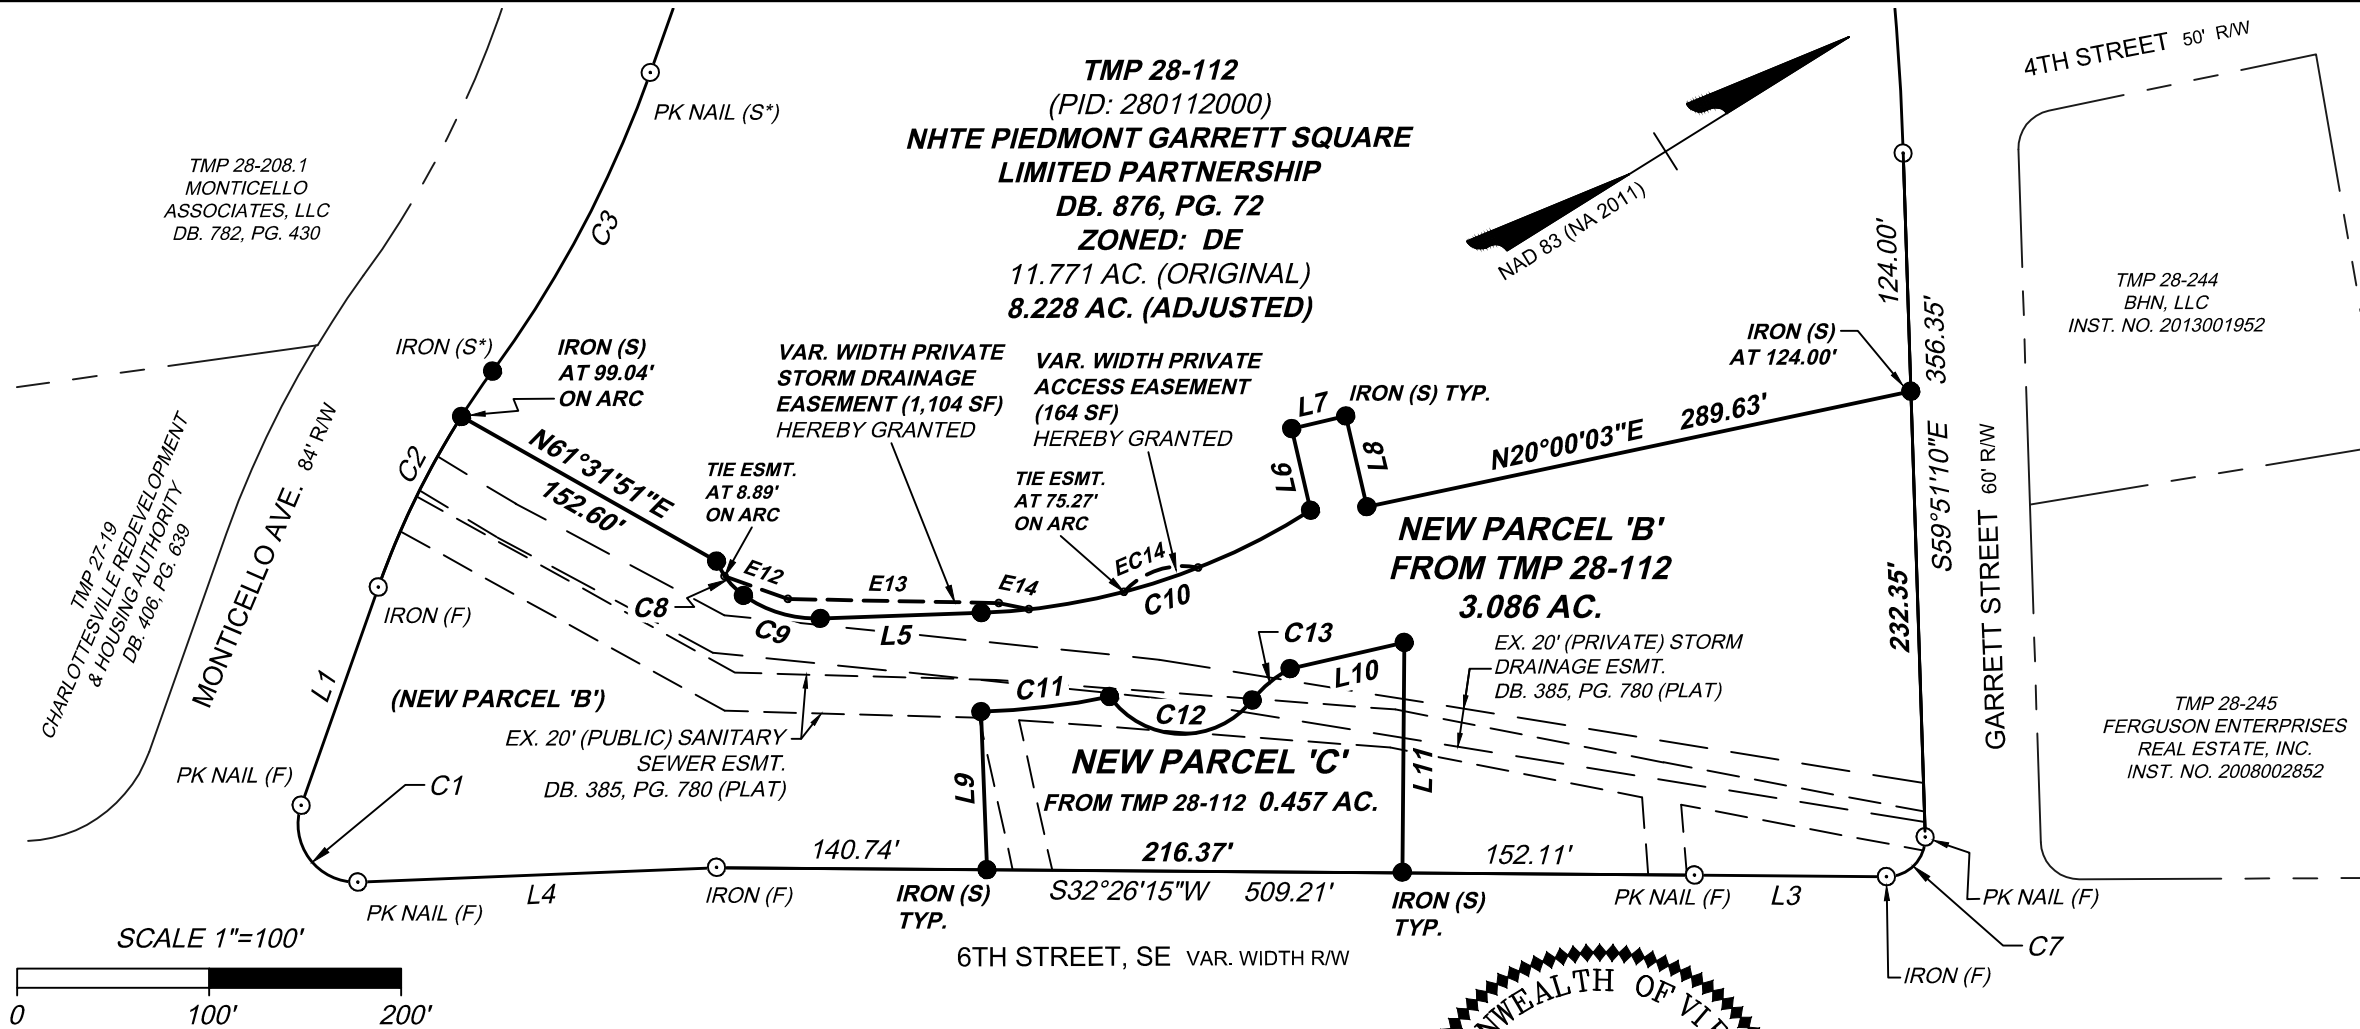 TMP 28-112
(PID: 280112000)
NHTE PIEDMONT GARRETT SQUARE
LIMITED PARTNERSHIP
DB. 876, PG. 72
ZONED: DE
11.771 AC. (ORIGINAL)
8.228 AC. (ADJUSTED)
4TH STREET 50' R/W
PK NAIL (S*)
TMP 28-208.1
MONTICELLO
ASSOCIATES, LLC
DB. 782, PG. 430
C3
NAD 83 (NA 2011)
124.00'
356.35'
TMP 28-244
BHN, LLC
INST. NO. 2013001952
IRON (S*)
IRON (S)
AT 99.04'
ON ARC
VAR. WIDTH PRIVATE
STORM DRAINAGE
EASEMENT (1,104 SF)
HEREBY GRANTED
VAR. WIDTH PRIVATE
ACCESS EASEMENT
(164 SF)
HEREBY GRANTED
IRON (S)
AT 124.00'
L7
IRON (S) TYP.
L6
L8
N20°00'03"E 289.63'
TMP 27-19
CHARLOTTESVILLE REDEVELOPMENT
& HOUSING AUTHORITY
DB. 406, PG. 639
MONTICELLO AVE. 84' R/W
C2
N61°31'51"E
152.60'
TIE ESMT.
AT 8.89'
ON ARC
TIE ESMT.
AT 75.27'
ON ARC
E12
E13
E14
EC14
C8
C9
L5
C10
NEW PARCEL 'B'
FROM TMP 28-112
3.086 AC.
S59°51'10"E
232.35'
GARRETT STREET 60' R/W
IRON (F)
L1
(NEW PARCEL 'B')
EX. 20' (PUBLIC) SANITARY
SEWER ESMT.
DB. 385, PG. 780 (PLAT)
C11
C12
C13
L10
EX. 20' (PRIVATE) STORM
DRAINAGE ESMT.
DB. 385, PG. 780 (PLAT)
TMP 28-245
FERGUSON ENTERPRISES
REAL ESTATE, INC.
INST. NO. 2008002852
PK NAIL (F)
C1
L9
NEW PARCEL 'C'
FROM TMP 28-112 0.457 AC.
L11
140.74'
216.37'
152.11'
PK NAIL (F)
L4
IRON (F)
IRON (S)
TYP.
S32°26'15"W 509.21'
IRON (S)
TYP.
PK NAIL (F)
L3
PK NAIL (F)
C7
IRON (F)
SCALE 1"=100'
0 100' 200'
6TH STREET, SE VAR. WIDTH R/W
OF